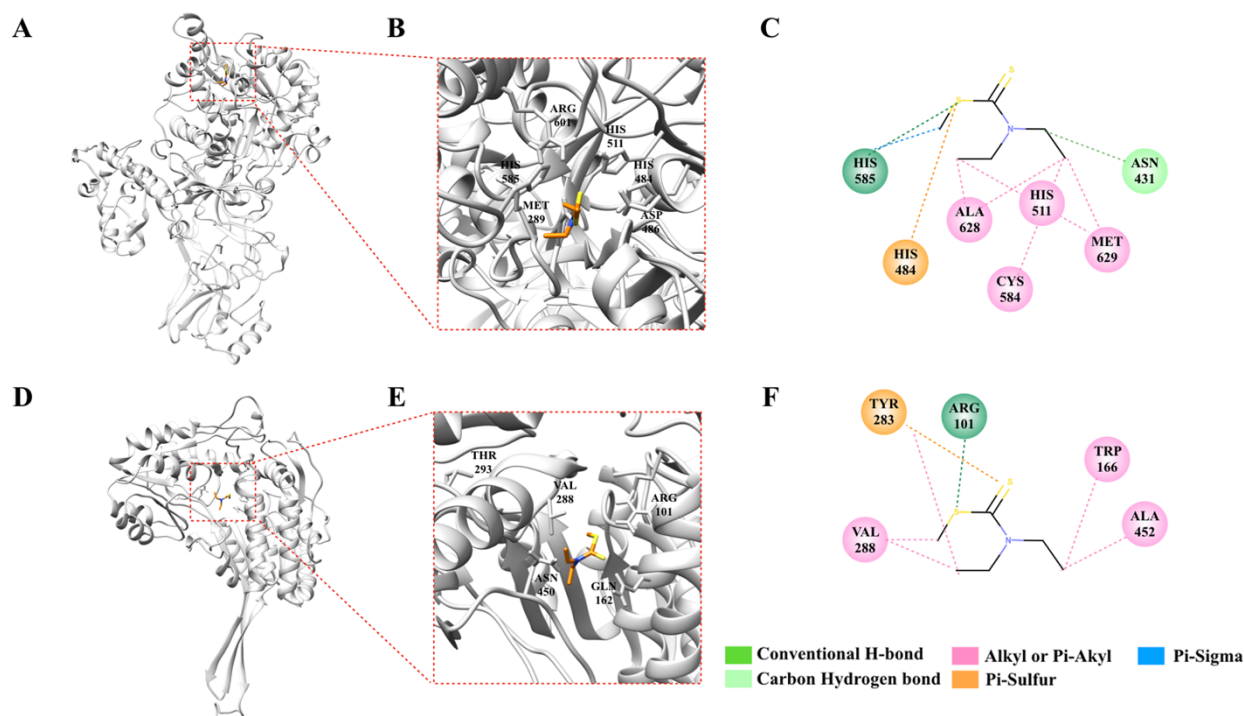 A
B
C
ARG
601
HIS
511
HIS
585
HIS
484
MET
289
ASP
486
S
S
N
HIS
585
ASN
431
ALA
628
HIS
511
MET
629
HIS
484
CYS
584
D
E
F
THR
293
VAL
288
ARG
101
ASN
450
GLN
162
TYR
283
ARG
101
TRP
166
S
S
N
VAL
288
ALA
452
Conventional H-bond
Alkyl or Pi-Akyl
Pi-Sigma
Carbon Hydrogen bond
Pi-Sulfur